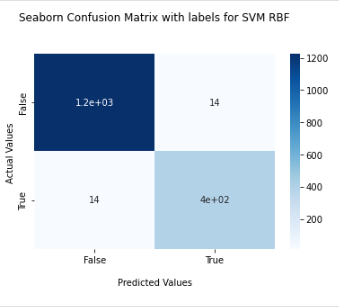 Seaborn Confusion Matrix with labels for SVM RBF
1200
1000
800
600
400
200
Actual Values
False
True
1.2e+03
14
14
4e+02
False
True
Predicted Values